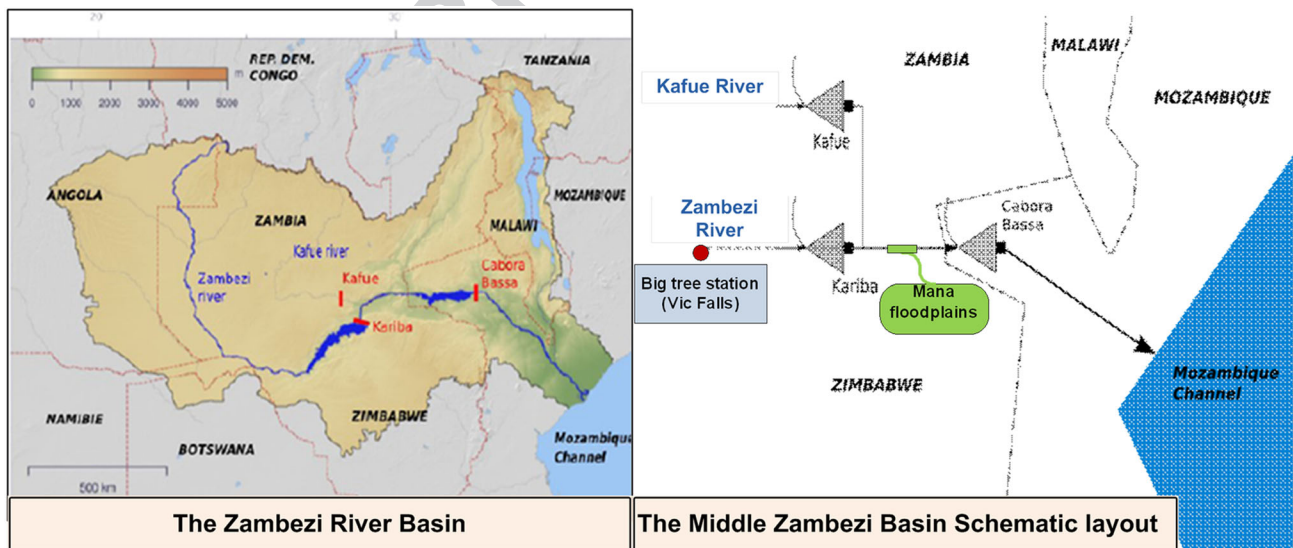 20
30
REP. DEM.
CONGO
TANZANIA
m
0 1000 2000 3000 4000 5000
ANGOLA
ZAMBIA
MOZAMBIQUE
MALAWI
Kafue river
Zambezi
river
Kafue
Cabora
Bassa
Kariba
NAMIBIE
ZIMBABWE
BOTSWANA
Mozambique
Channel
500 km
The Zambezi River Basin
ZAMBIA
MALAWI
MOZAMBIQUE
Kafue River
Kafue
Zambezi
River
Cabora
Bassa
Big tree station
(Vic Falls)
Kariba
Mana
floodplains
ZIMBABWE
Mozambique
Channel
The Middle Zambezi Basin Schematic layout